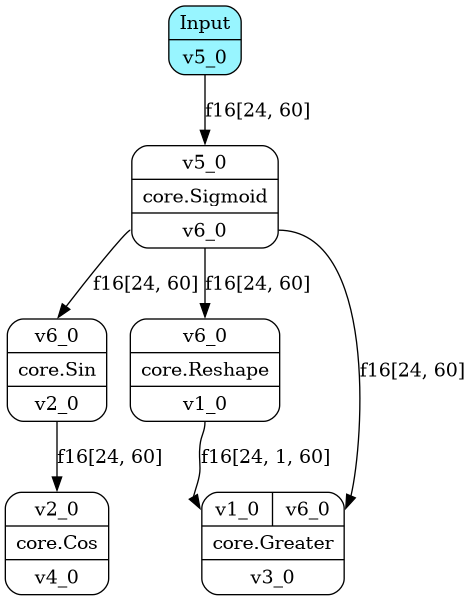 Input
v5_0
f16[24, 60]
v5_0
core.Sigmoid
v6_0
f16[24, 60]
f16[24, 60]
f16[24, 60]
v6_0
core.Sin
v2_0
v6_0
core.Reshape
v1_0
f16[24, 60]
f16[24, 1, 60]
v2_0
core.Cos
v4_0
v1_0 v6_0
core.Greater
v3_0